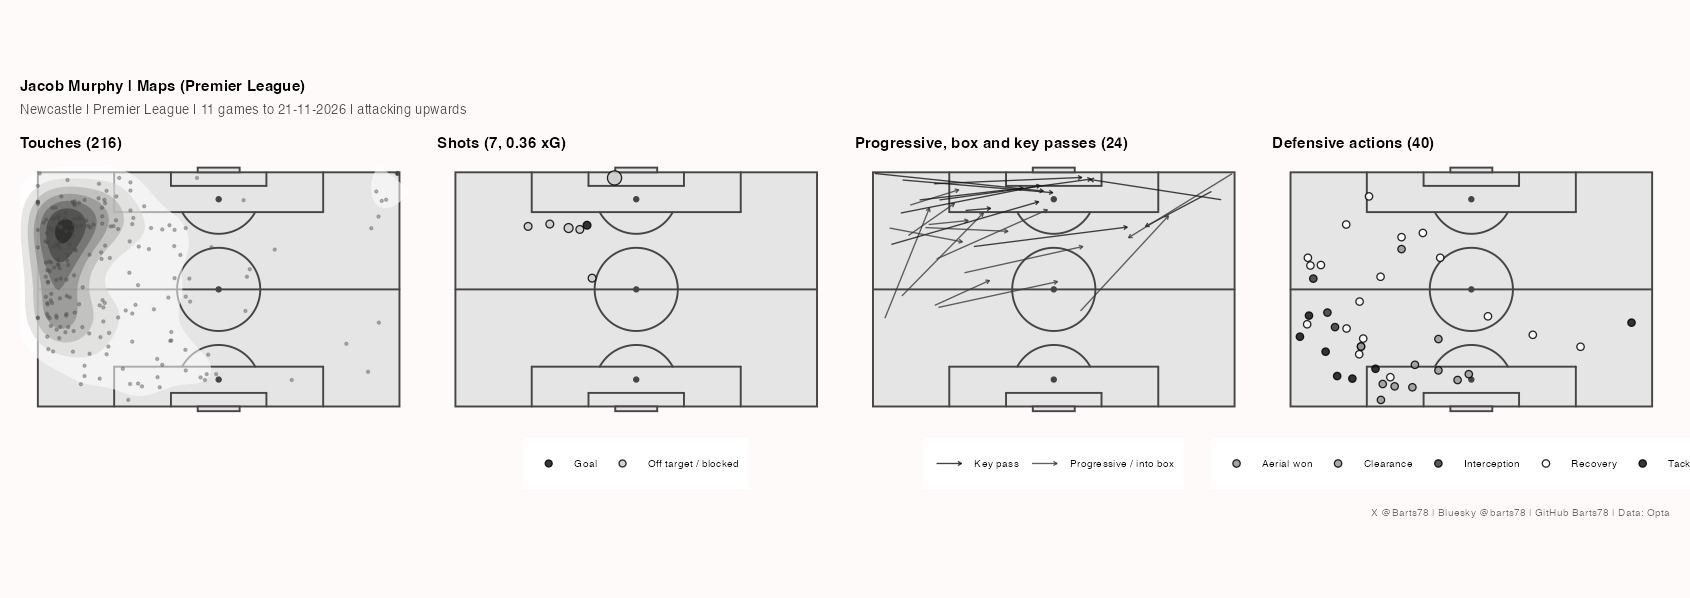 Jacob Murphy | Maps (Premier League)
Newcastle | Premier League | 11 games to 21-11-2026 | attacking upwards
Touches (216)
Shots (7, 0.36 xG)
Progressive, box and key passes (24)
Defensive actions (40)
Goal
Off target / blocked
Key pass
Progressive / into box
Aerial won
Clearance
Interception
Recovery
Tack
X @Barts78 | Bluesky @barts78 | GitHub Barts78 | Data: Opta